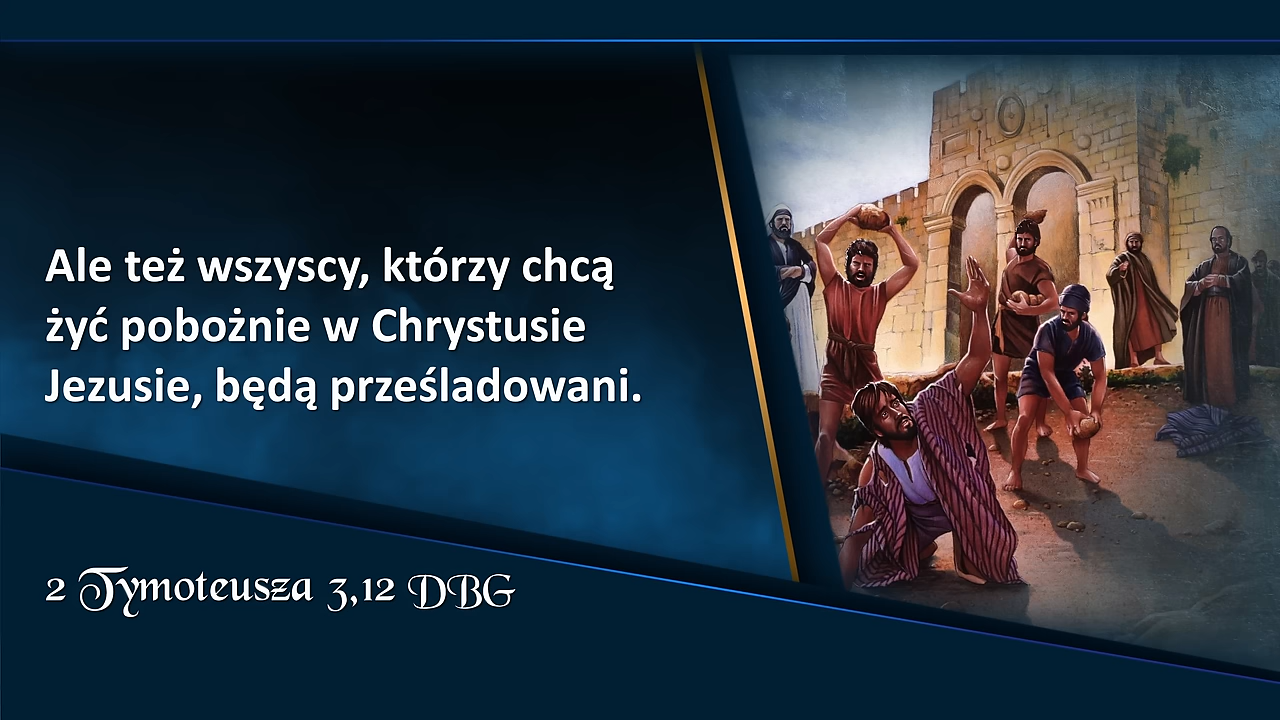 Ale też wszyscy, którzy chcą
żyć pobożnie w Chrystusie
Jezusie, będą prześladowani.
2 Tymoteusza 3,12 DBG